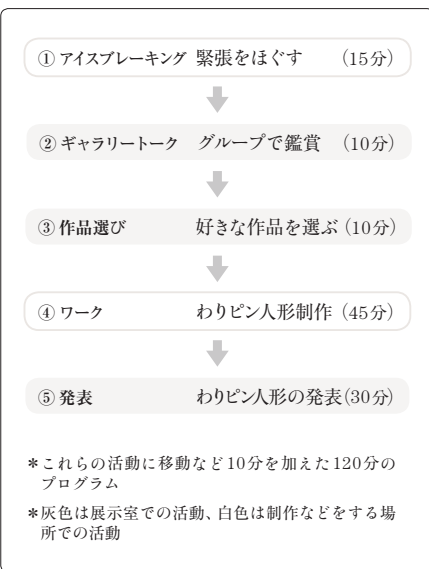 ① アイスブレーキング 緊張をほぐす （15分）
② ギャラリートーク グループで鑑賞 （10分）
③ 作品選び 好きな作品を選ぶ（10分）
④ ワーク わりピン人形制作（45分）
⑤ 発表 わりピン人形の発表（30分）
＊これらの活動に移動など10分を加えた120分の
プログラム
＊灰色は展示室での活動、白色は制作などをする場
所での活動